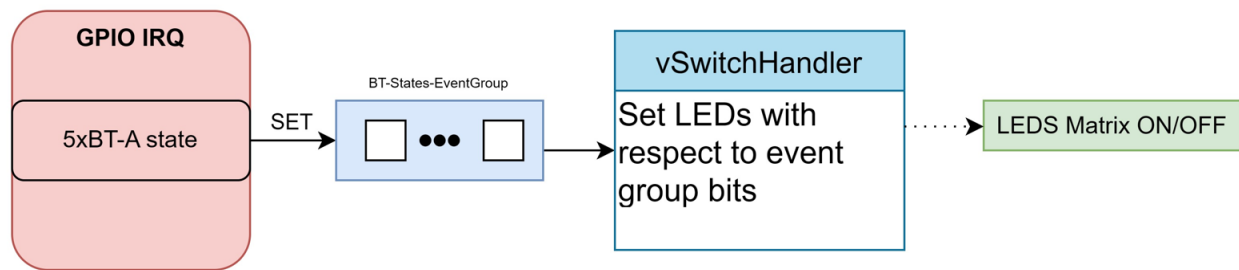 GPIO IRQ
5xBT-A state
SET
BT-States-EventGroup
vSwitchHandler
Set LEDs with
respect to event
group bits
LEDS Matrix ON/OFF